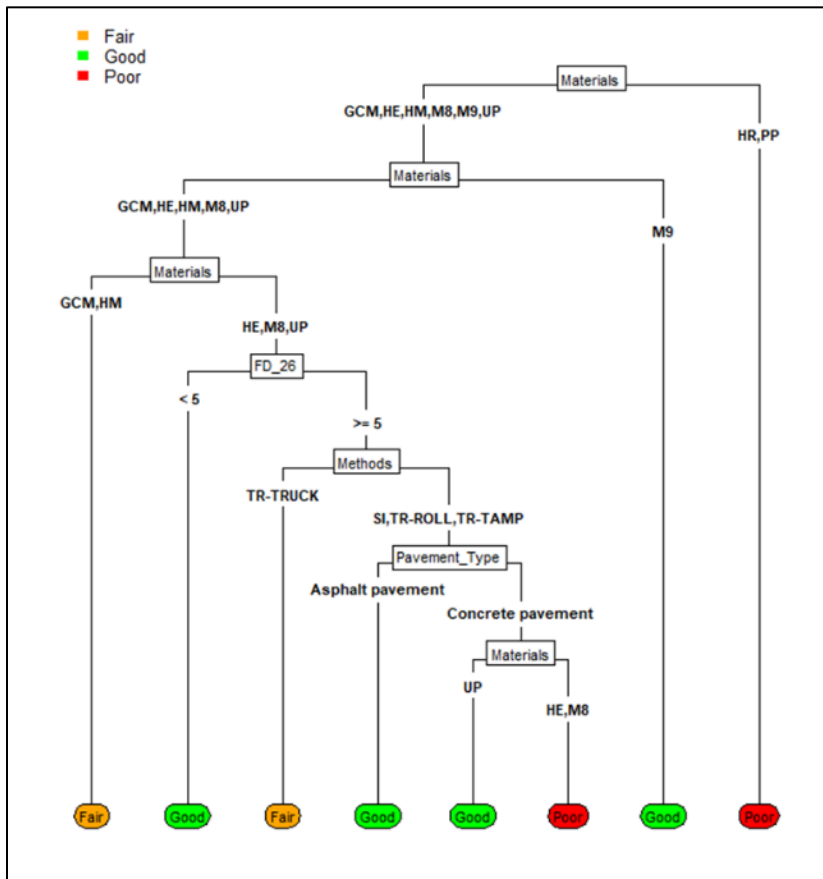 Fair
Good
Poor
Materials
GCM,HE,HM,M8,M9,UP
HR,PP
Materials
GCM,HE,HM,M8,UP
M9
Materials
GCM,HM
HE,M8,UP
FD_26
< 5
>= 5
Methods
TR-TRUCK
SI,TR-ROLL,TR-TAMP
Pavement_Type
Asphalt pavement
Concrete pavement
Materials
UP
HE,M8
Fair Good Fair Good Good Poor Good Poor